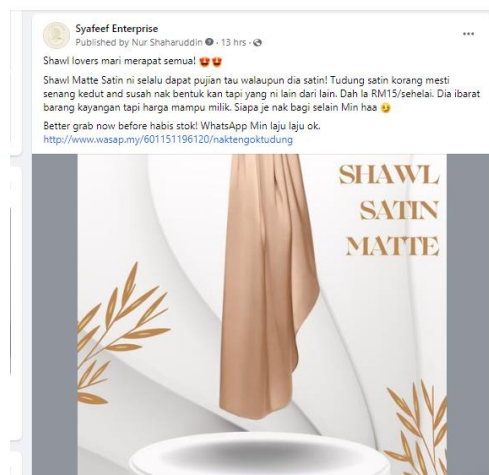 Syafeef Enterprise
Published by Nur Shaharuddin · 13 hrs ·
Shawl lovers mari merapat semua! 😍😍
Shawl Matte Satin ni selalu dapat pujian tau walaupun dia satin! Tudung satin korang mesti
senang kedut and susah nak bentuk kan tapi yang ni lain dari lain. Dah la RM15/sehelai. Dia ibarat
barang kayangan tapi harga mampu milik. Siapa je nak bagi selain Min haa 😏
Better grab now before habis stok! WhatsApp Min laju laju ok.
http://www.wasap.my/601151196120/naktengoktudung
SHAWL
SATIN
MATTE